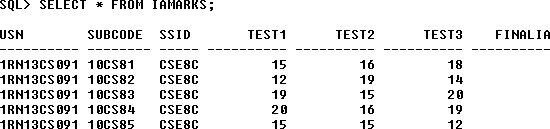 SQL> SELECT * FROM IAMARKS;
USN SUBCODE SSID TEST1 TEST2 TEST3 FINALIA
---------- -------- ----- ---------- ---------- ---------- ----------
1RN13CS091 10CS81 CSE8C 15 16 18
1RN13CS091 10CS82 CSE8C 12 19 14
1RN13CS091 10CS83 CSE8C 19 15 20
1RN13CS091 10CS84 CSE8C 20 16 19
1RN13CS091 10CS85 CSE8C 15 15 12